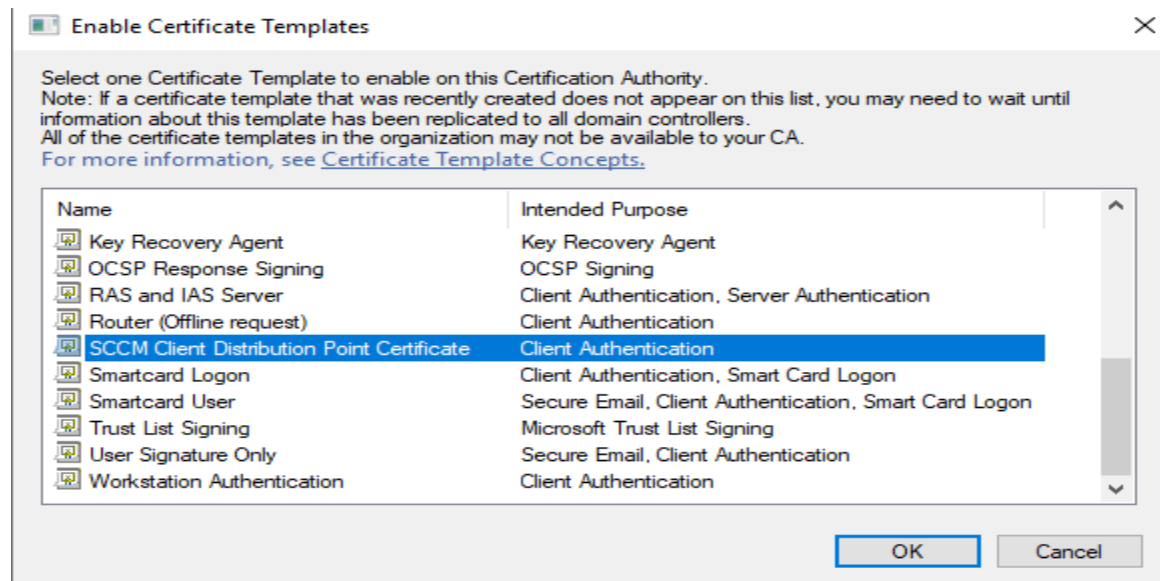 Enable Certificate Templates
Select one Certificate Template to enable on this Certification Authority.
Note: If a certificate template that was recently created does not appear on this list, you may need to wait until
information about this template has been replicated to all domain controllers.
All of the certificate templates in the organization may not be available to your CA.
For more information, see Certificate Template Concepts.
Name Intended Purpose
Key Recovery Agent Key Recovery Agent
OCSP Response Signing OCSP Signing
RAS and IAS Server Client Authentication, Server Authentication
Router (Offline request) Client Authentication
SCCM Client Distribution Point Certificate Client Authentication
Smartcard Logon Client Authentication, Smart Card Logon
Smartcard User Secure Email, Client Authentication, Smart Card Logon
Trust List Signing Microsoft Trust List Signing
User Signature Only Secure Email, Client Authentication
Workstation Authentication Client Authentication
OK Cancel